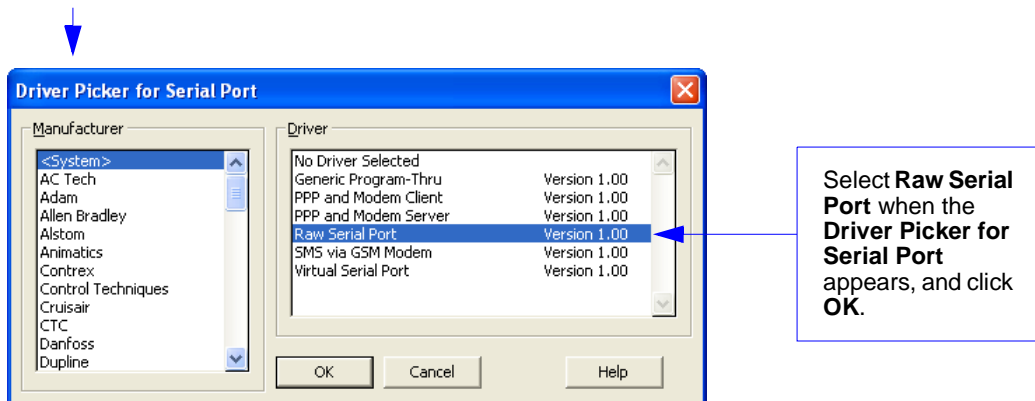 Driver Picker for Serial Port
Manufacturer
<System>
AC Tech
Adam
Allen Bradley
Alstom
Animatics
Contrex
Control Techniques
Cruisair
CTC
Danfoss
Dupline
Driver
No Driver Selected
Generic Program-Thru Version 1.00
PPP and Modem Client Version 1.00
PPP and Modem Server Version 1.00
Raw Serial Port Version 1.00
SMS via GSM Modem Version 1.00
Virtual Serial Port Version 1.00
OK Cancel Help
Select Raw Serial
Port when the
Driver Picker for
Serial Port
appears, and click
OK.